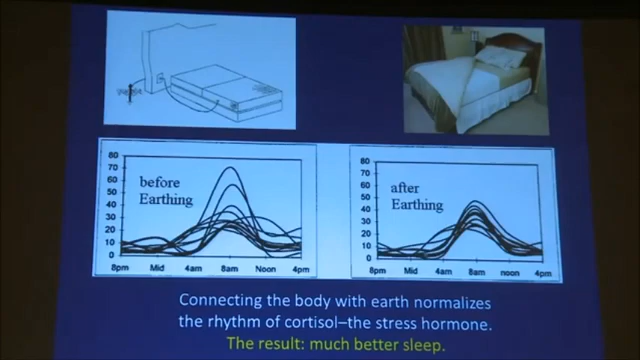 before
Earthing
80
70
60
50
40
30
20
10
0
8pm Mid 4am 8am Noon 4pm
after
Earthing
80
70
60
50
40
30
20
10
0
8pm Mid 4am 8am noon 4pm
Connecting the body with earth normalizes
the rhythm of cortisol–the stress hormone.
The result: much better sleep.